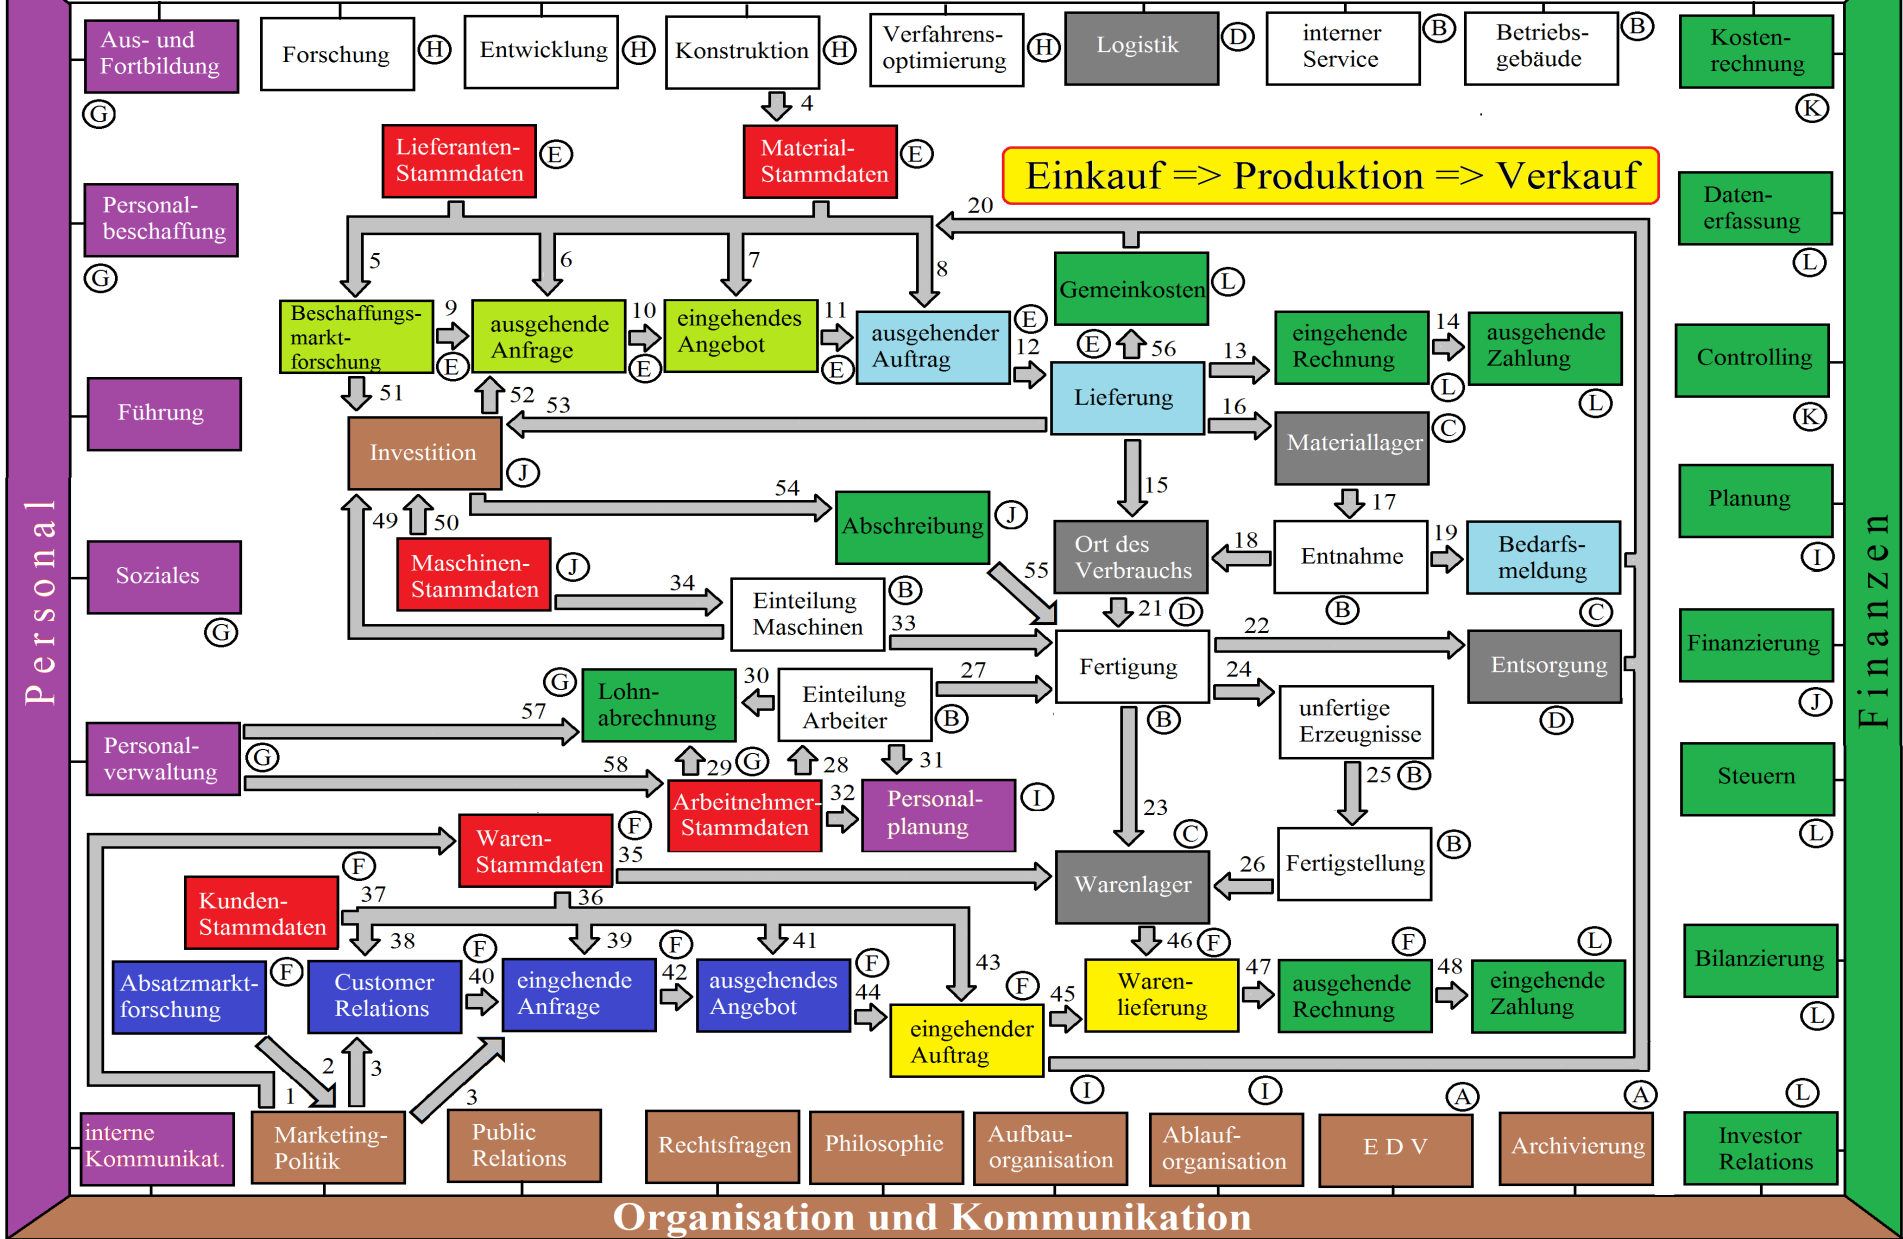 Aus- und
Fortbildung
G
Forschung
H
Entwicklung
H
Konstruktion
H
Verfahrens-
optimierung
H
Logistik
D
interner
Service
B
Betriebs-
gebäude
B
Kosten-
rechnung
K
4
Lieferanten-
Stammdaten
E
Material-
Stammdaten
E
Einkauf => Produktion => Verkauf
Personal-
beschaffung
G
20
Daten-
erfassung
L
5
6
7
8
Gemeinkosten
L
Beschaffungs-
markt-
forschung
9
E
ausgehende
Anfrage
10
E
eingehendes
Angebot
11
E
ausgehender
Auftrag
E
12
E
56
13
eingehende
Rechnung
14
L
ausgehende
Zahlung
L
Controlling
K
Führung
51
52
53
Lieferung
16
Materiallager
C
Investition
J
15
17
Planung
I
49
50
54
Abschreibung
J
Ort des
Verbrauchs
18
Entnahme
B
19
Bedarfs-
meldung
C
Soziales
G
Maschinen-
Stammdaten
J
34
Einteilung
Maschinen
B
33
55
21
D
Personal
Finanzen
Fertigung
B
22
24
Entsorgung
D
Finanzierung
J
G
Lohn-
abrechnung
30
Einteilung
Arbeiter
27
B
unfertige
Erzeugnisse
57
Personal-
verwaltung
G
58
29
G
28
31
25
B
Steuern
L
Arbeitnehmer-
Stammdaten
32
Personal-
planung
I
23
Waren-
Stammdaten
F
35
C
Warenlager
26
Fertigstellung
B
F
Kunden-
Stammdaten
37
36
38
39
41
43
46
F
Absatzmarkt-
forschung
F
Customer
Relations
F
40
eingehende
Anfrage
F
42
ausgehendes
Angebot
F
44
eingehender
Auftrag
F
45
Waren-
lieferung
47
ausgehende
Rechnung
F
48
eingehende
Zahlung
L
Bilanzierung
L
1
2
3
3
I
I
A
A
L
interne
Kommunikat.
Marketing-
Politik
Public
Relations
Rechtsfragen
Philosophie
Aufbau-
organisation
Ablauf-
organisation
E D V
Archivierung
Investor
Relations
Organisation und Kommunikation